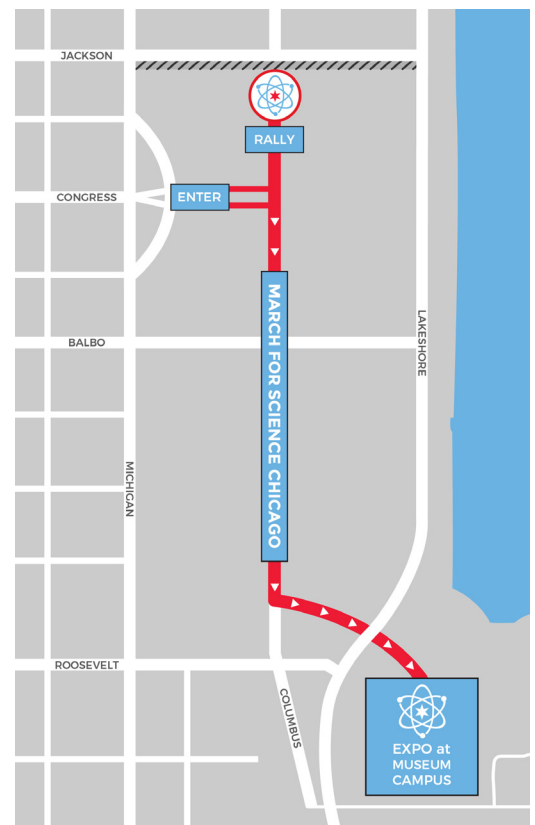 JACKSON
RALLY
CONGRESS
ENTER
MARCH FOR SCIENCE CHICAGO
BALBO
LAKESHORE
MICHIGAN
ROOSEVELT
COLUMBUS
EXPO at
MUSEUM
CAMPUS